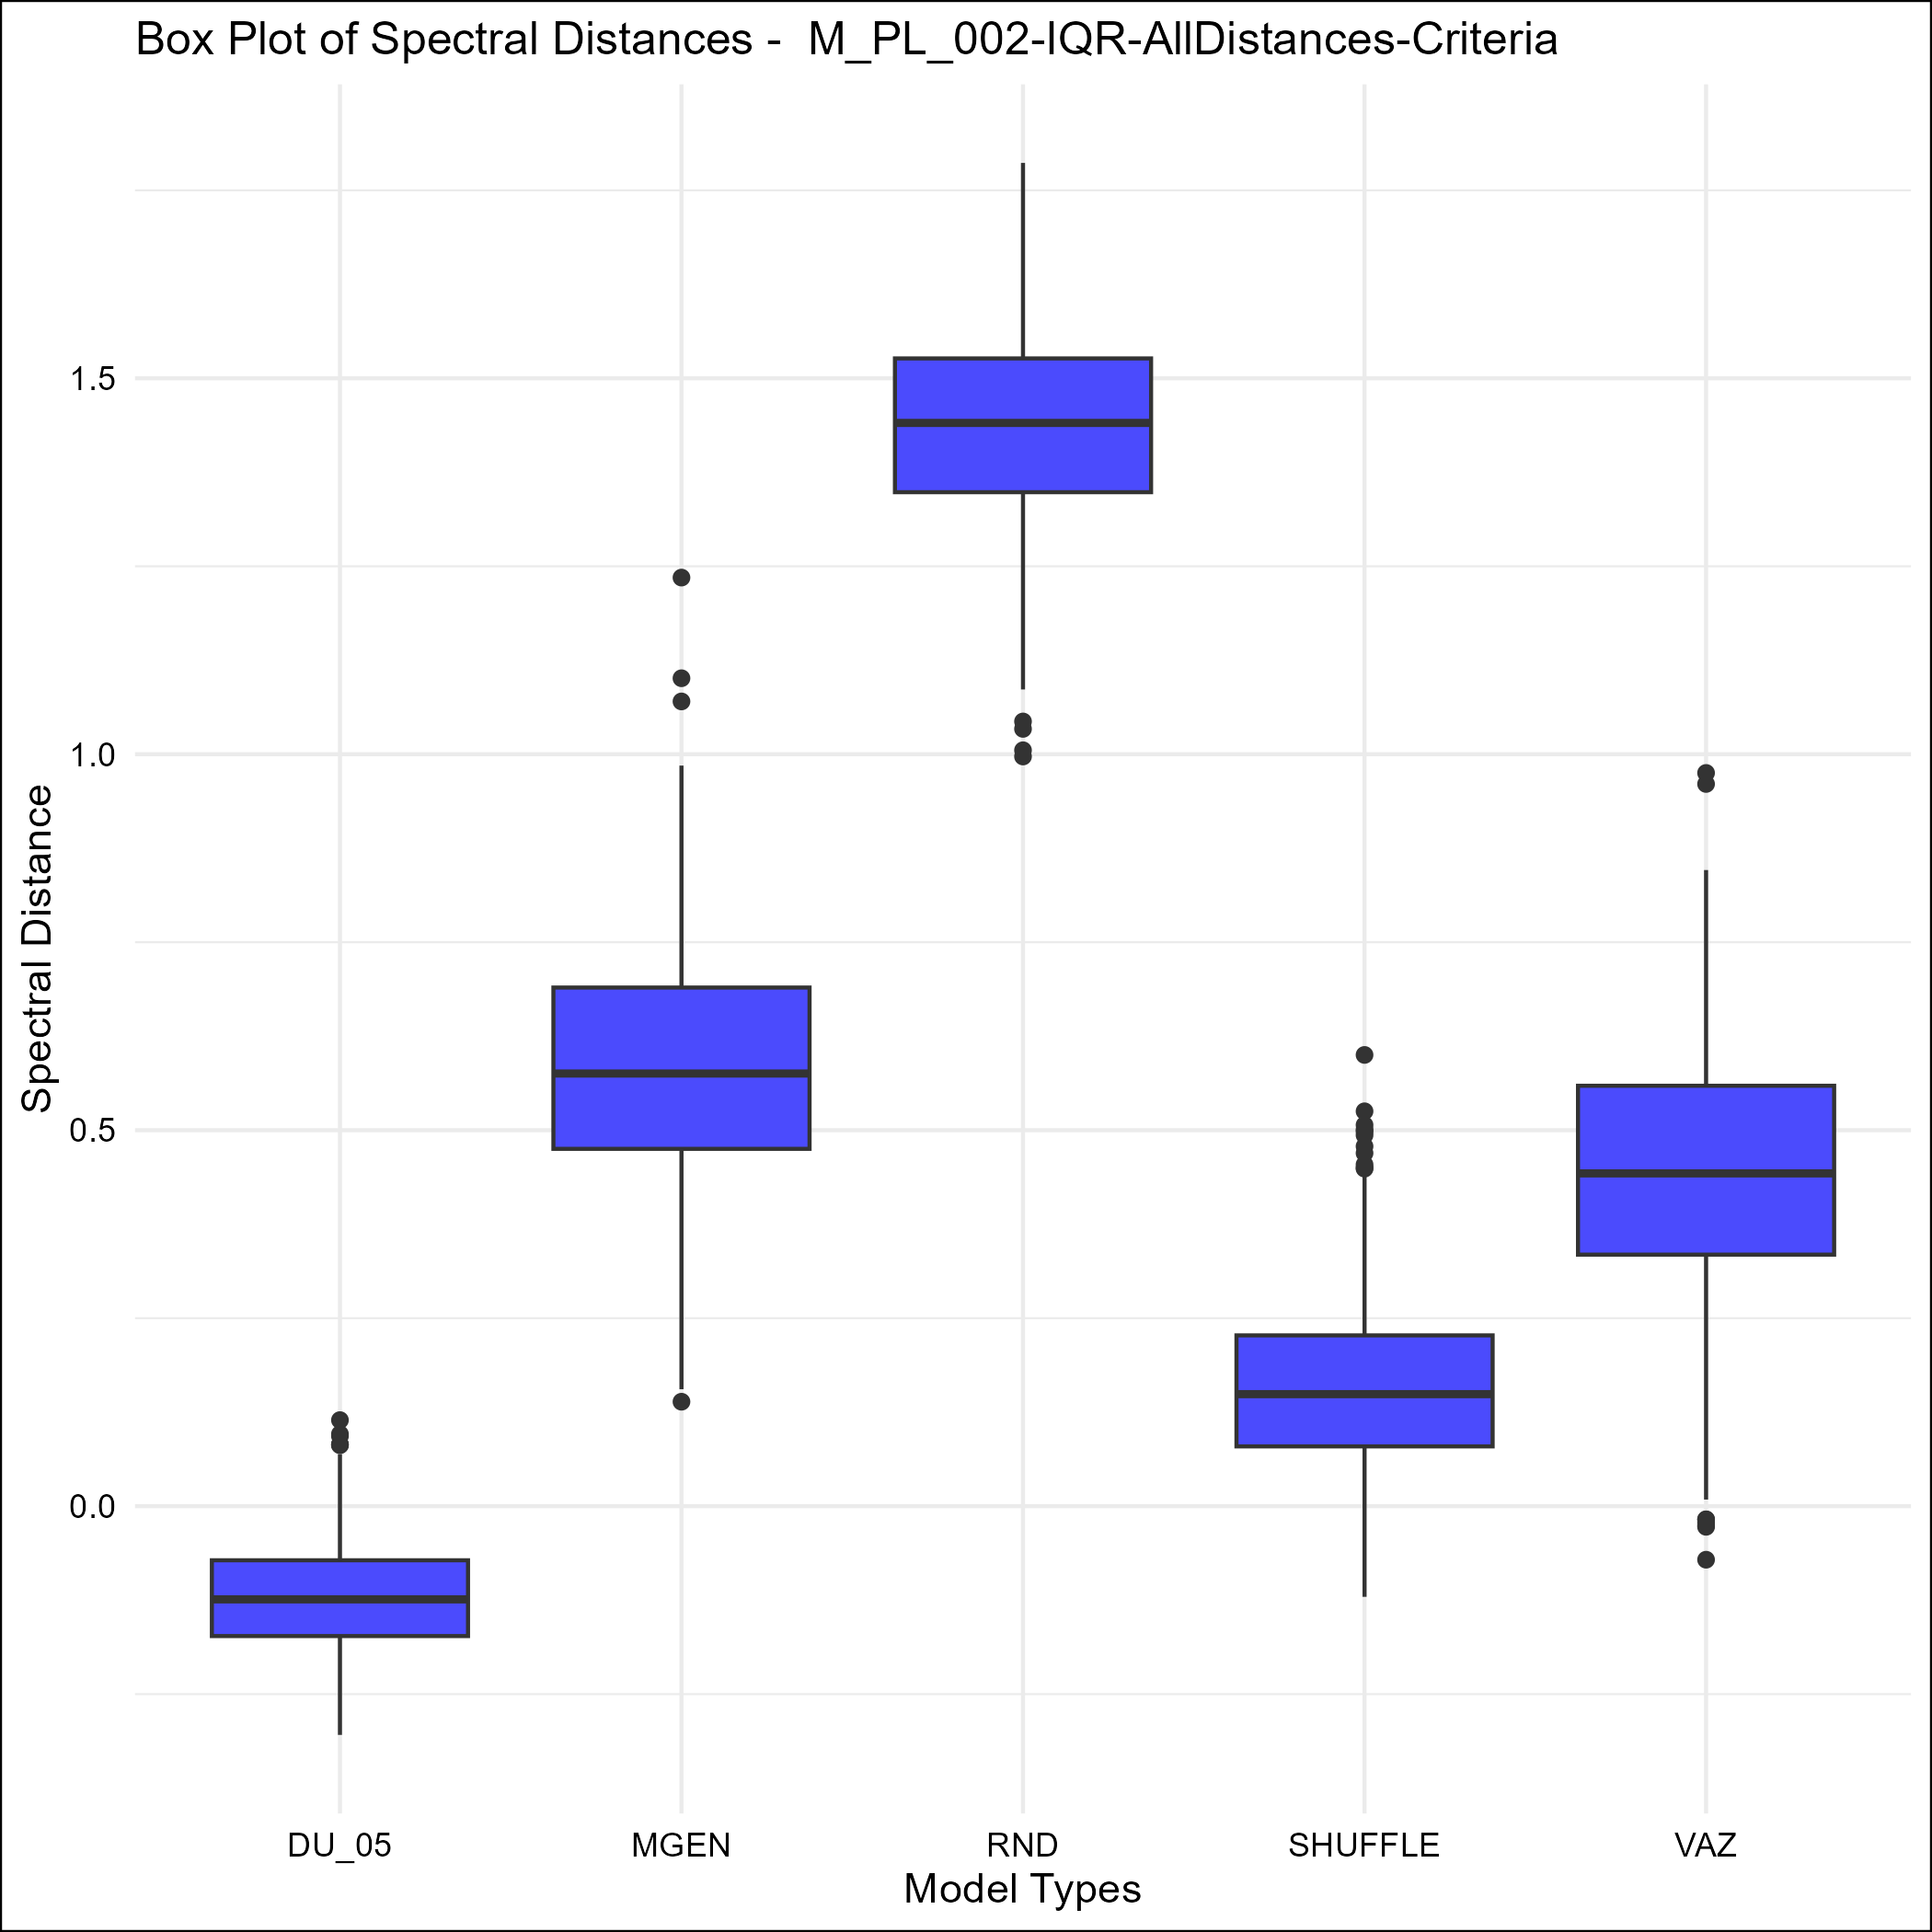 Box Plot of Spectral Distances -  M_PL_002-IQR-AllDistances-Criteria
Spectral Distance
1.5
1.0
0.5
0.0
DU_05 MGEN RND SHUFFLE VAZ
Model Types